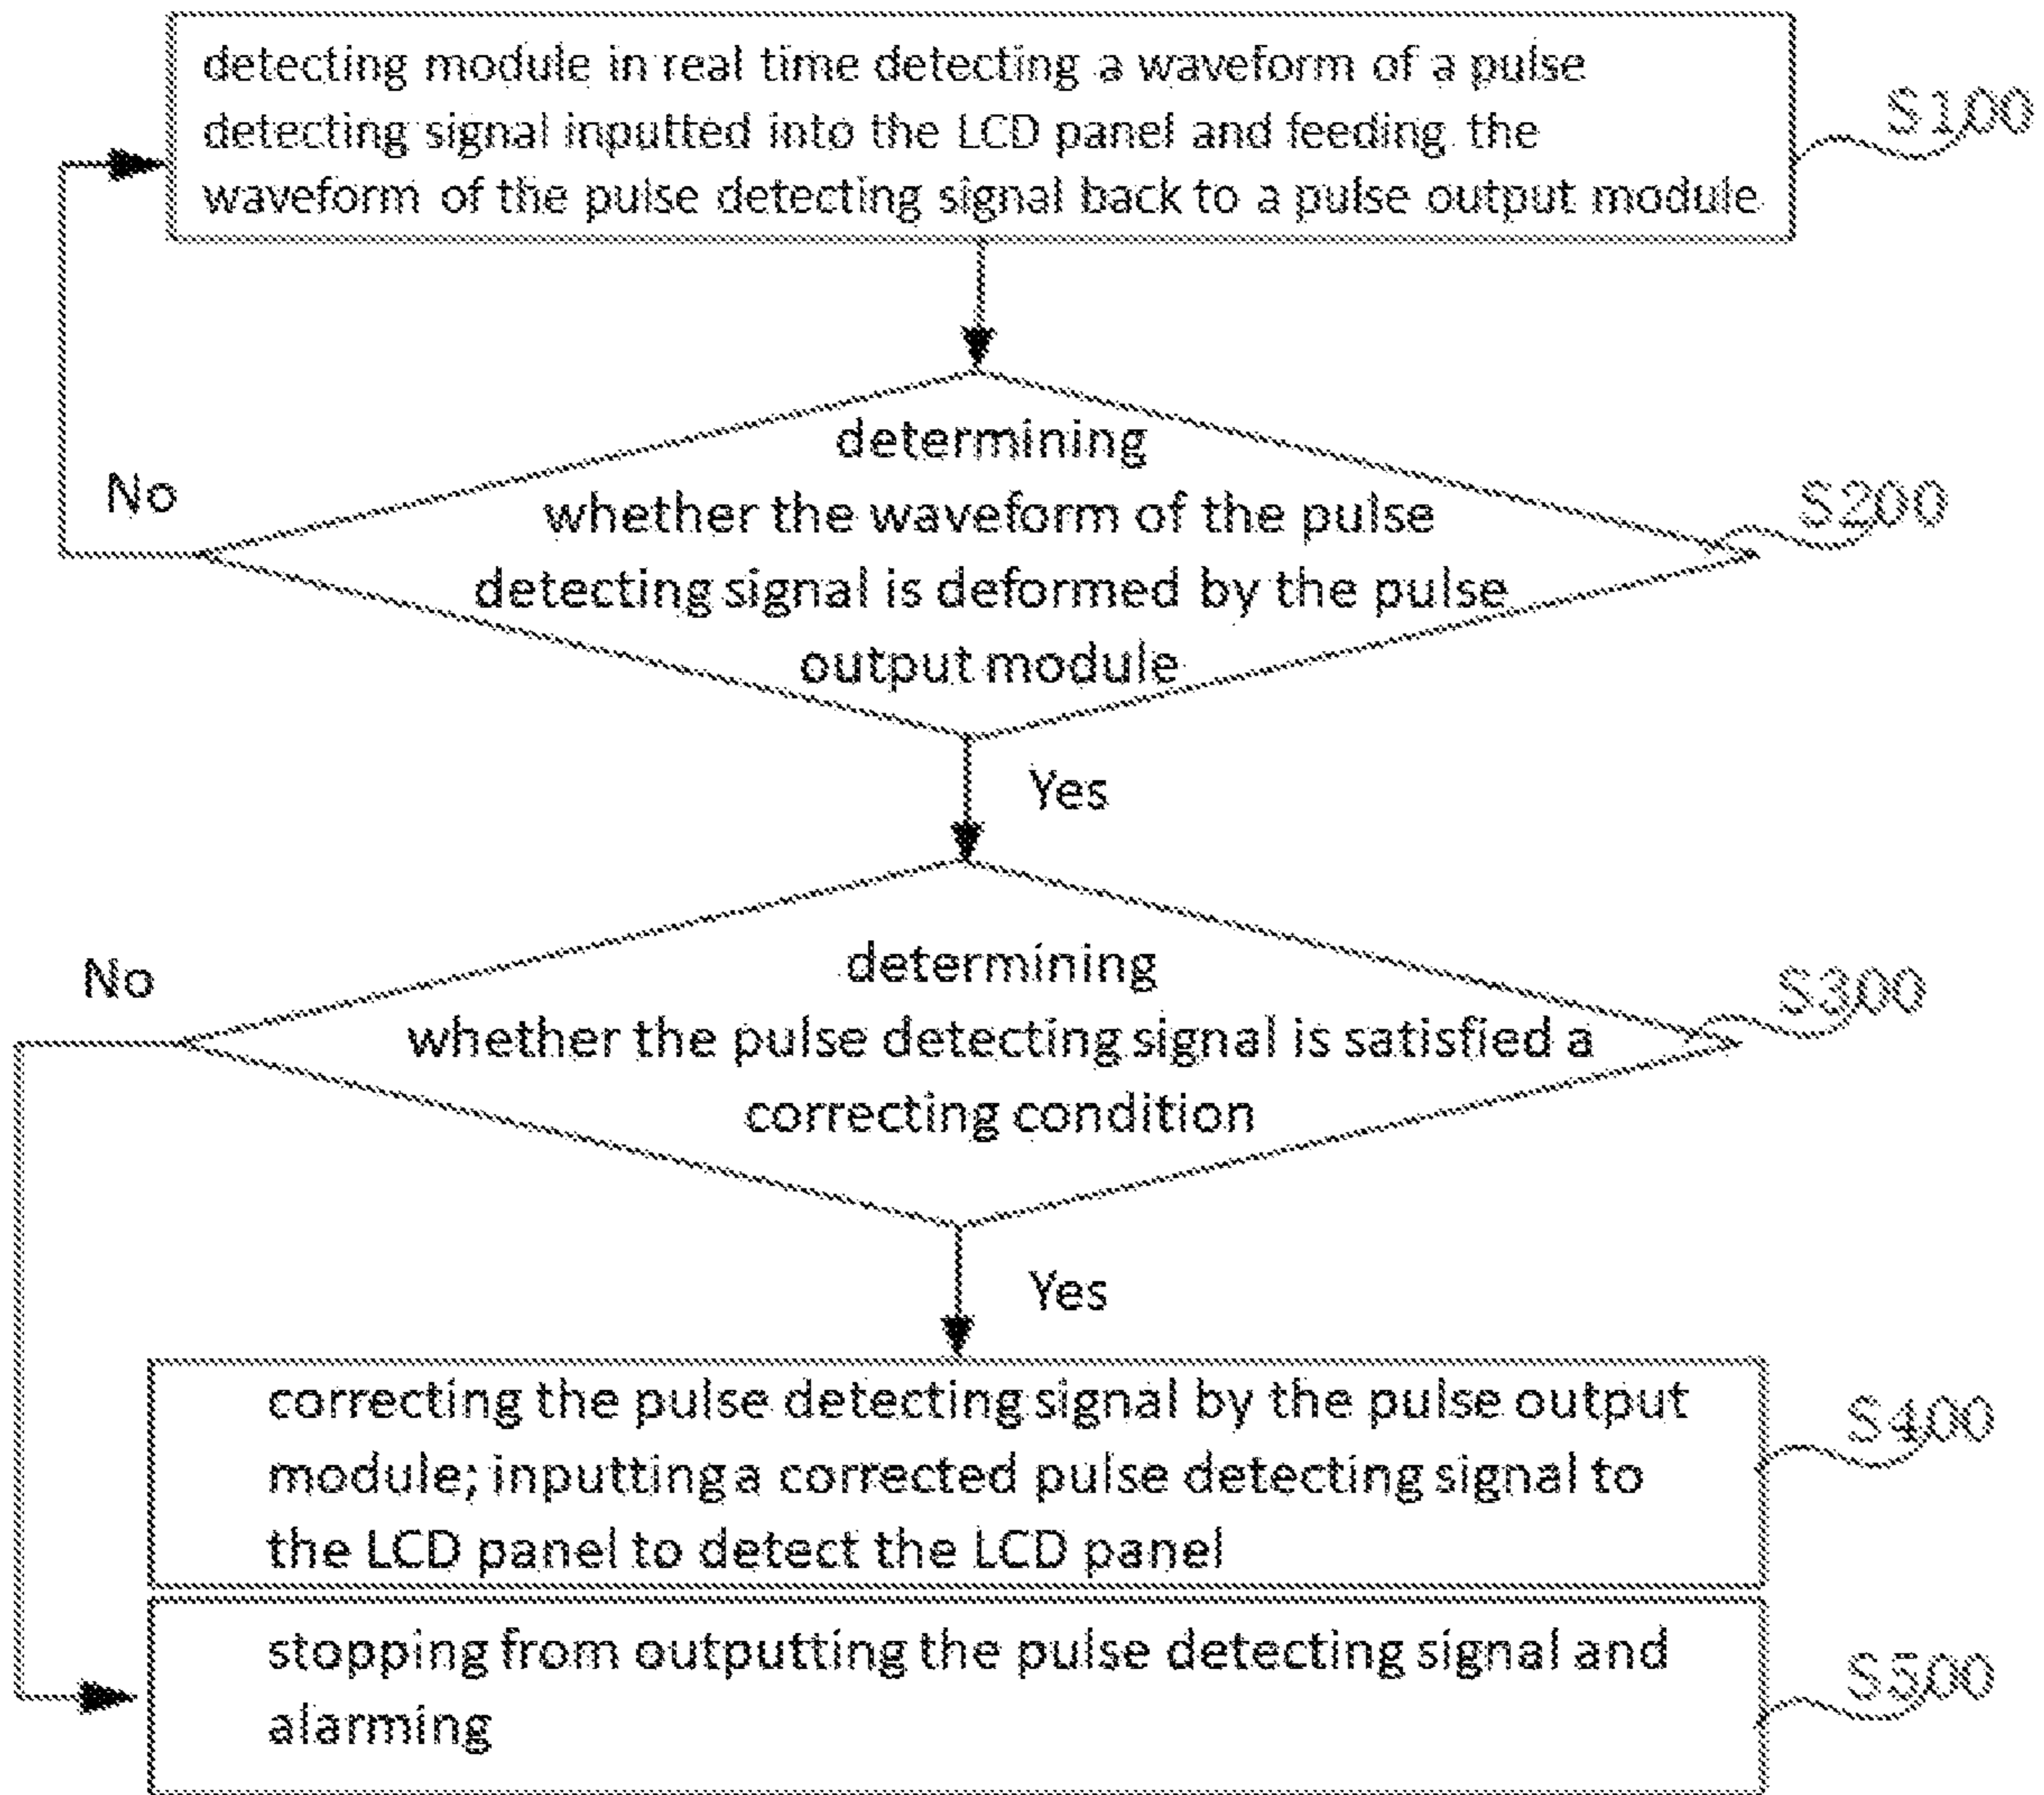 detecting module in real time detecting a waveform of a pulse
detecting signal inputted into the LCD panel and feeding the
waveform of the pulse detecting signal back to a pulse output module
S100
determining
whether the waveform of the pulse
detecting signal is deformed by the pulse
output module
No
S200
Yes
determining
whether the pulse detecting signal is satisfied a
correcting condition
No
S300
Yes
correcting the pulse detecting signal by the pulse output
module; inputting a corrected pulse detecting signal to
the LCD panel to detect the LCD panel
S400
stopping from outputting the pulse detecting signal and
alarming
S500